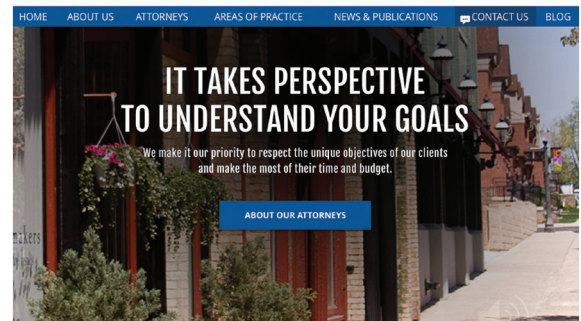 HOME ABOUT US ATTORNEYS AREAS OF PRACTICE NEWS & PUBLICATIONS CONTACT US BLOG
IT TAKES PERSPECTIVE
TO UNDERSTAND YOUR GOALS
We make it our priority to respect the unique objectives of our clients
and make the most of their time and budget.
ABOUT OUR ATTORNEYS
makers